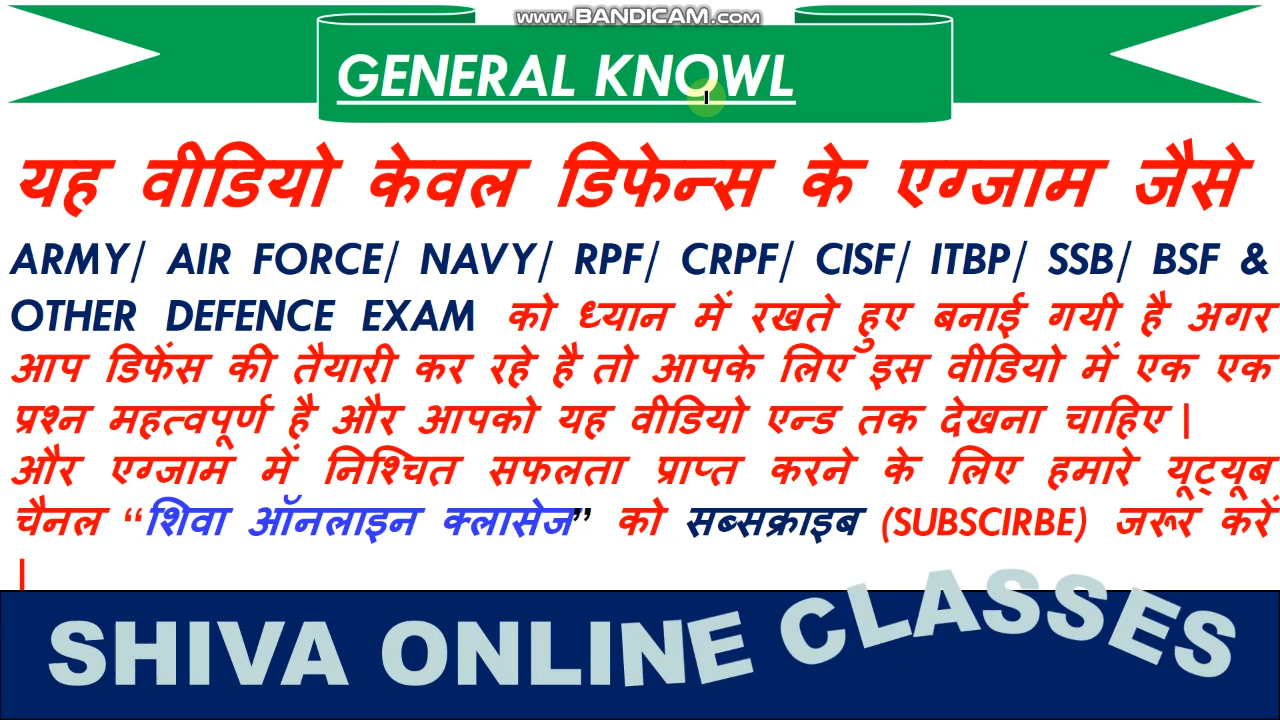 www.BANDICAM.com
GENERAL KNOWL
यह वीडियो केवल डिफेन्स के एग्जाम जैसे
ARMY/ AIR FORCE/ NAVY/ RPF/ CRPF/ CISF/ ITBP/ SSB/ BSF &
OTHER DEFENCE EXAM को ध्यान में रखते हुए बनाई गयी है अगर
आप डिफेंस की तैयारी कर रहे है तो आपके लिए इस वीडियो में एक एक
प्रश्न महत्वपूर्ण है और आपको यह वीडियो एन्ड तक देखना चाहिए |
और एग्जाम में निश्चित सफलता प्राप्त करने के लिए हमारे यूट्यूब
चैनल “शिवा ऑनलाइन क्लासेज” को सब्सक्राइब (SUBSCIRBE) जरूर करें
|
SHIVA ONLINE CLASSES